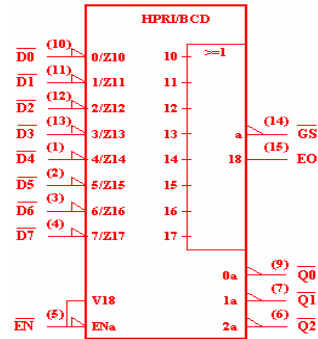 HPRI/BCD
>=1
D0 (10) 0/Z10 10
D1 (11) 1/Z11 11
D2 (12) 2/Z12 12
D3 (13) 3/Z13 13 a (14) GS
D4 (1) 4/Z14 14 18 (15) EO
D5 (2) 5/Z15 15
D6 (3) 6/Z16 16
D7 (4) 7/Z17 17
0a (9) Q0
V18 1a (7) Q1
EN (5) ENa 2a (6) Q2